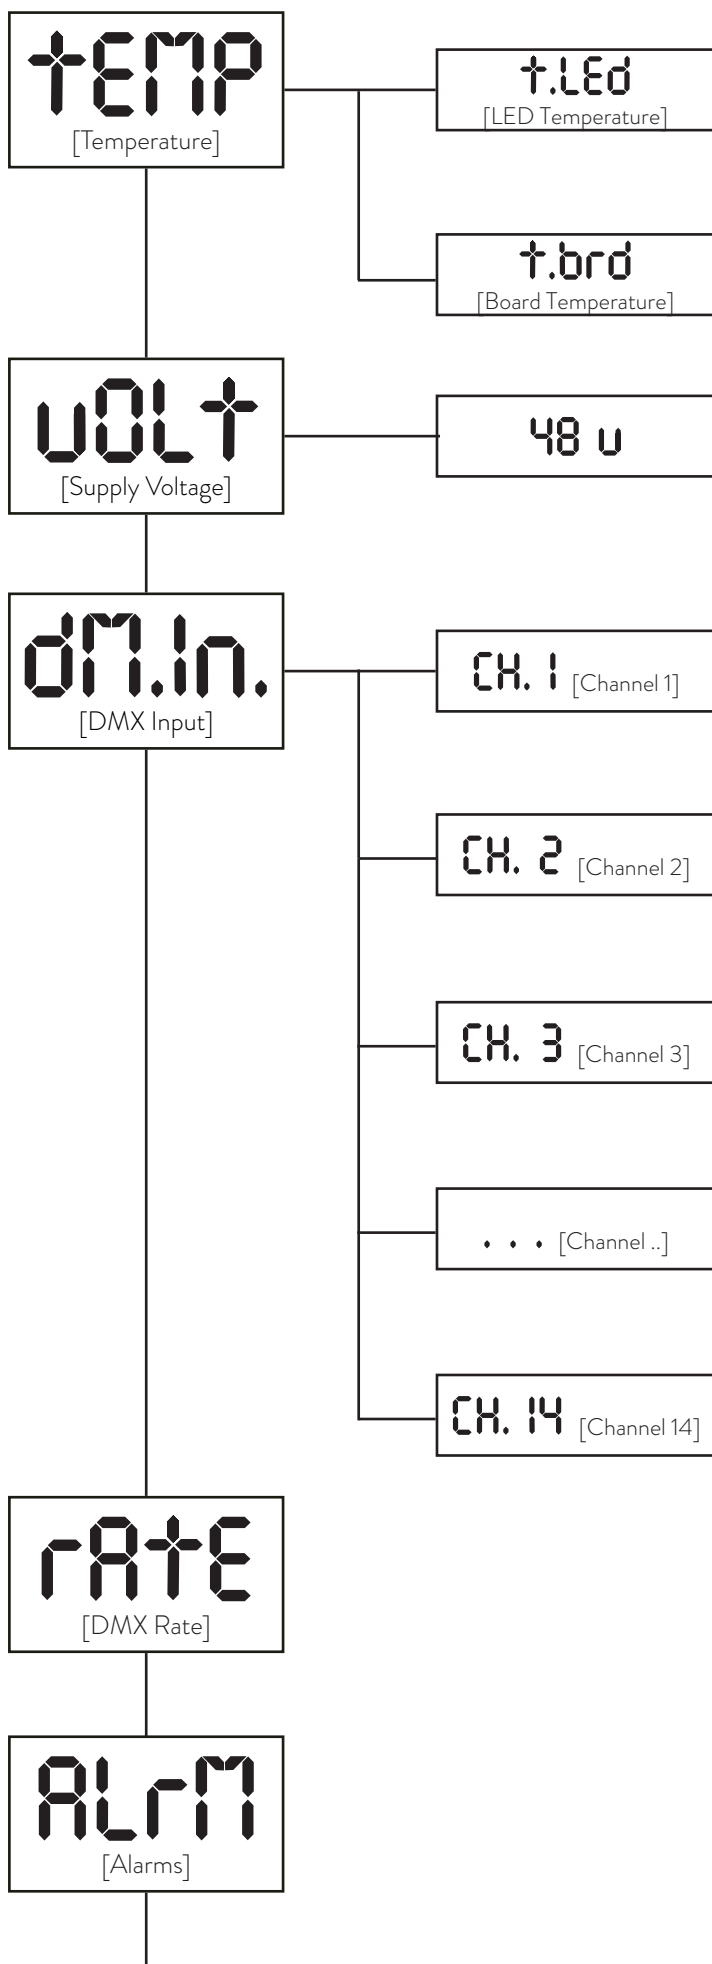 tEMP
[Temperature]
t.LEd
[LED Temperature]
t.brd
[Board Temperature]
vOLt
[Supply Voltage]
48 v
dM.In.
[DMX Input]
CH. 1 [Channel 1]
CH. 2 [Channel 2]
CH. 3 [Channel 3]
. . . [Channel ..]
CH. 14 [Channel 14]
rAtE
[DMX Rate]
ALrM
[Alarms]